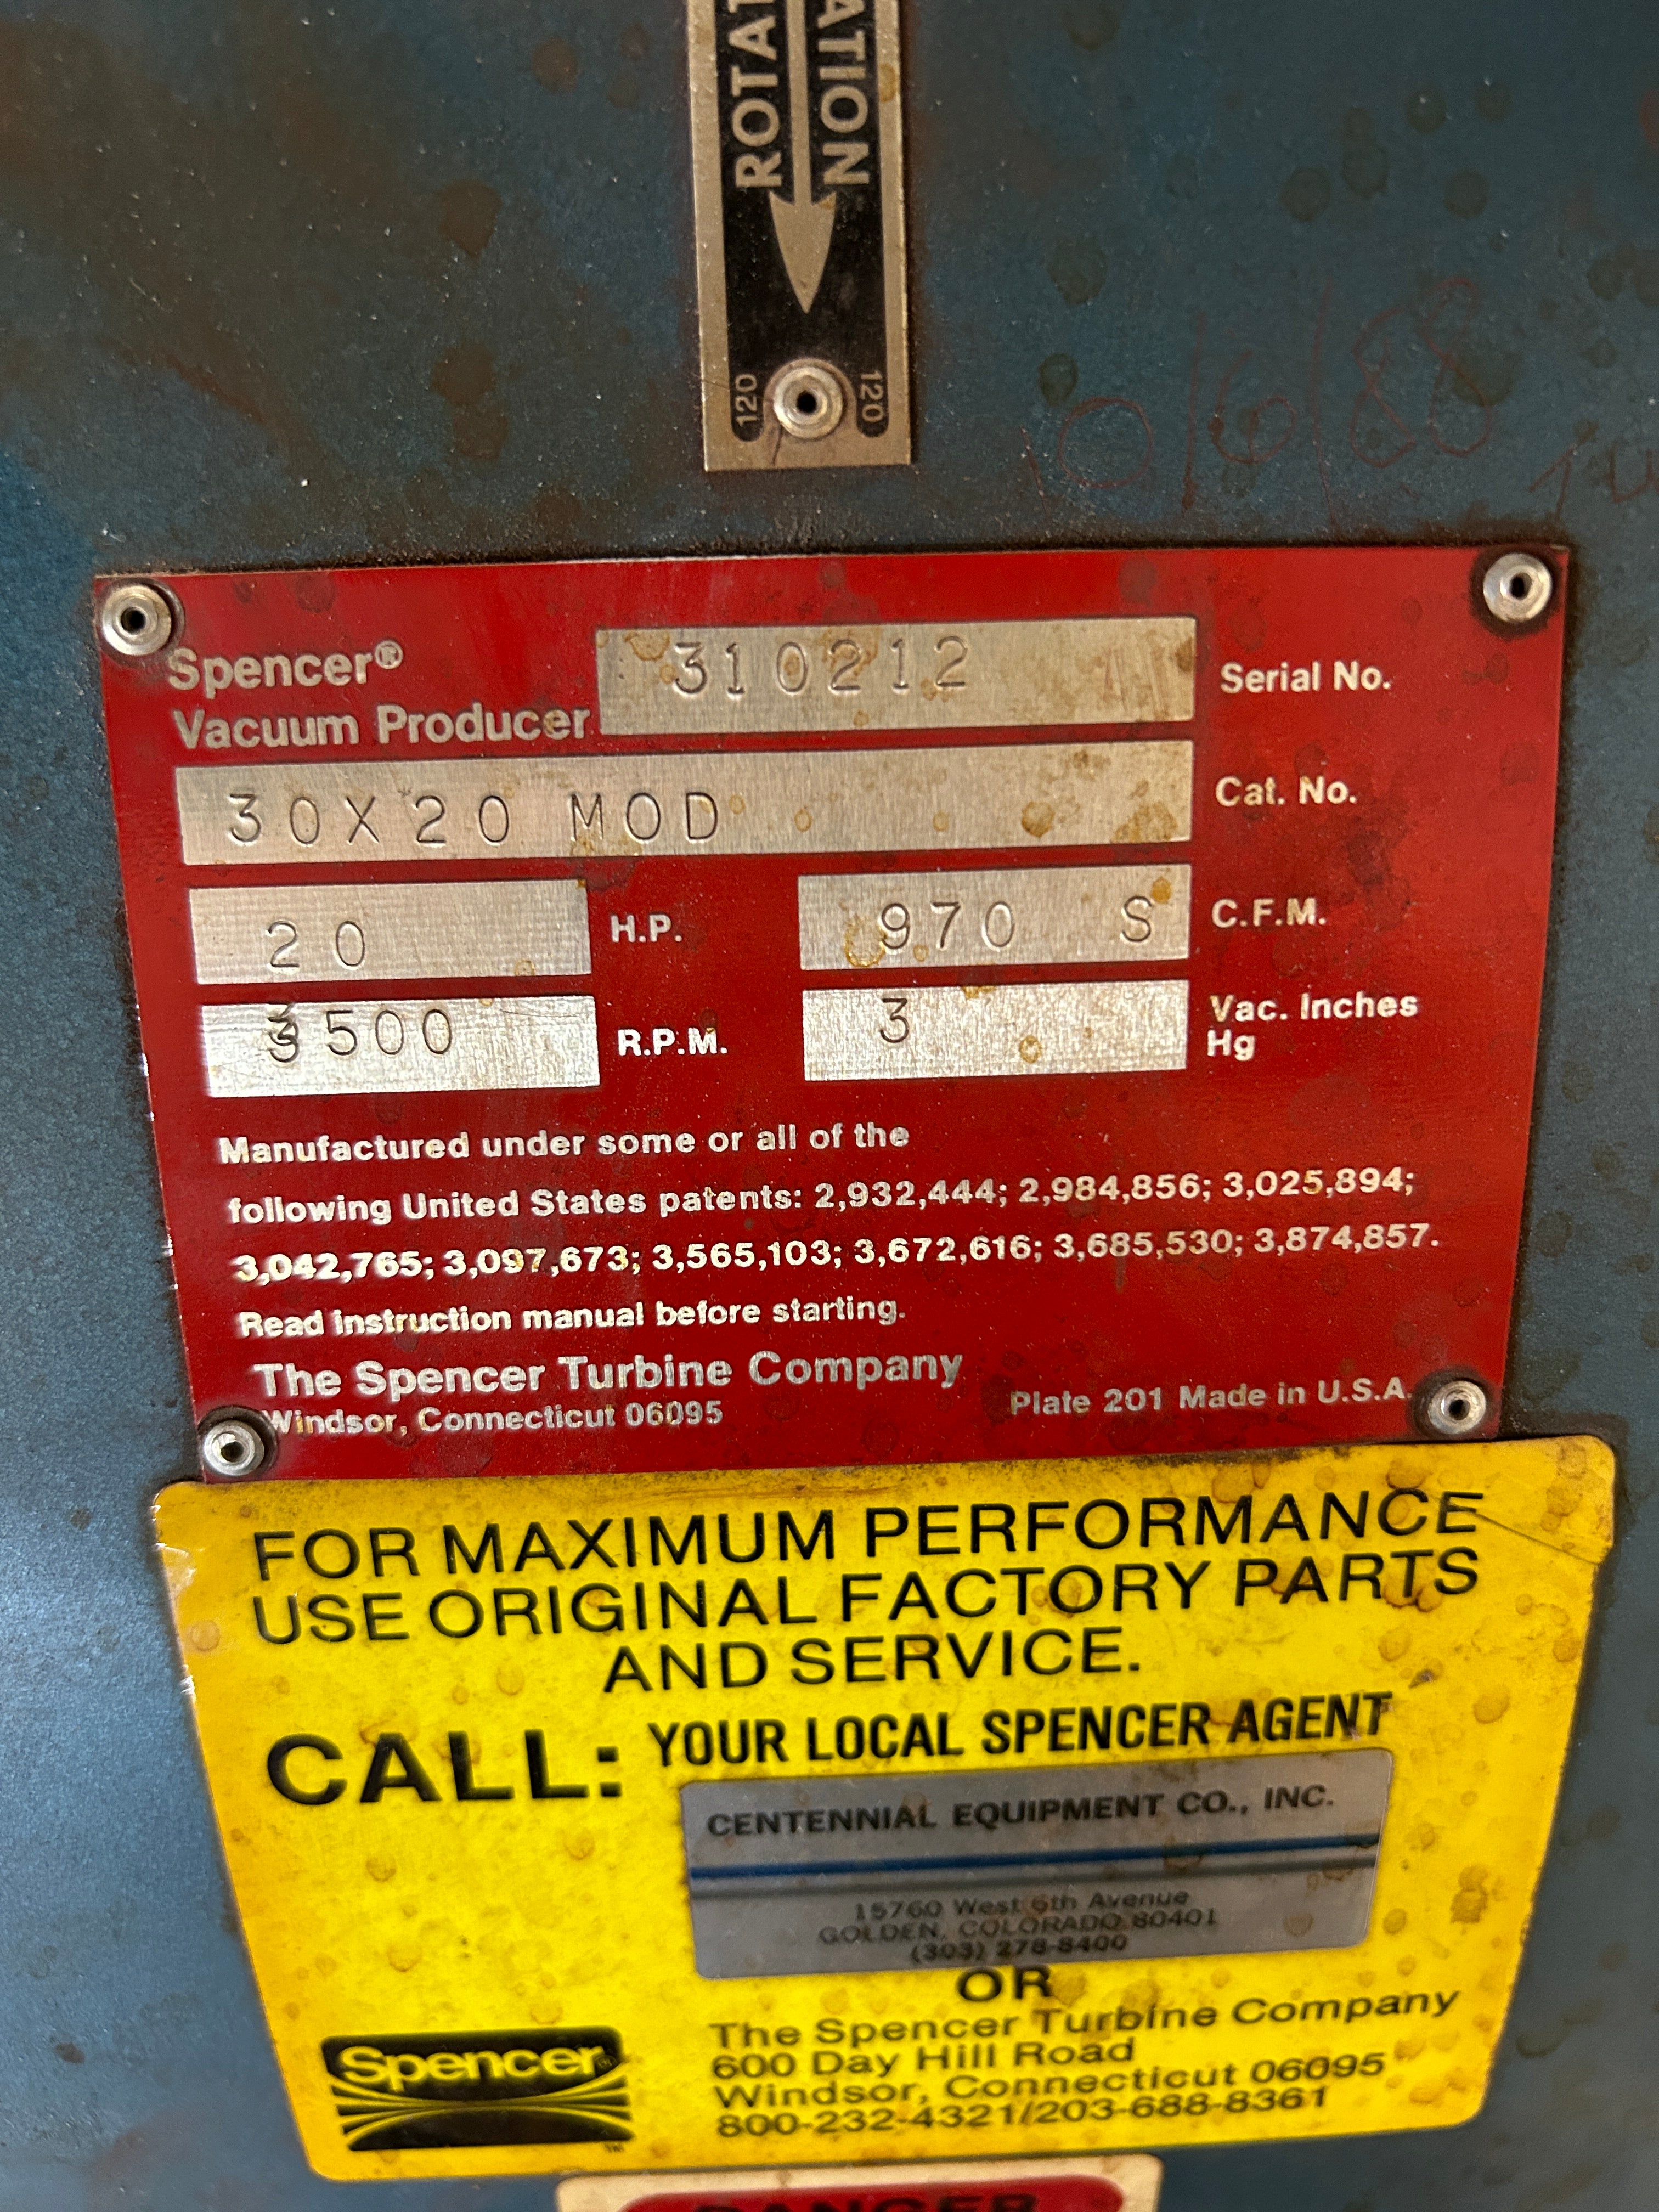 ROTAT
ATION
120 120
10/6/88
Spencer®
Vacuum Producer
310212 Serial No.
30X20 MOD Cat. No.
20 H.P. 970 S C.F.M.
3500 R.P.M. 3 Vac. Inches
Hg
Manufactured under some or all of the
following United States patents: 2,932,444; 2,984,856; 3,025,894;
3,042,765; 3,097,673; 3,565,103; 3,672,616; 3,685,530; 3,874,857.
Read instruction manual before starting.
The Spencer Turbine Company
Windsor, Connecticut 06095
Plate 201 Made in U.S.A.
FOR MAXIMUM PERFORMANCE
USE ORIGINAL FACTORY PARTS
AND SERVICE.
CALL: YOUR LOCAL SPENCER AGENT
CENTENNIAL EQUIPMENT CO., INC.
15760 West 6th Avenue
GOLDEN, COLORADO 80401
(303) 278-8400
OR
Spencer®
The Spencer Turbine Company
600 Day Hill Road
Windsor, Connecticut 06095
800-232-4321/203-688-8361
DANGER